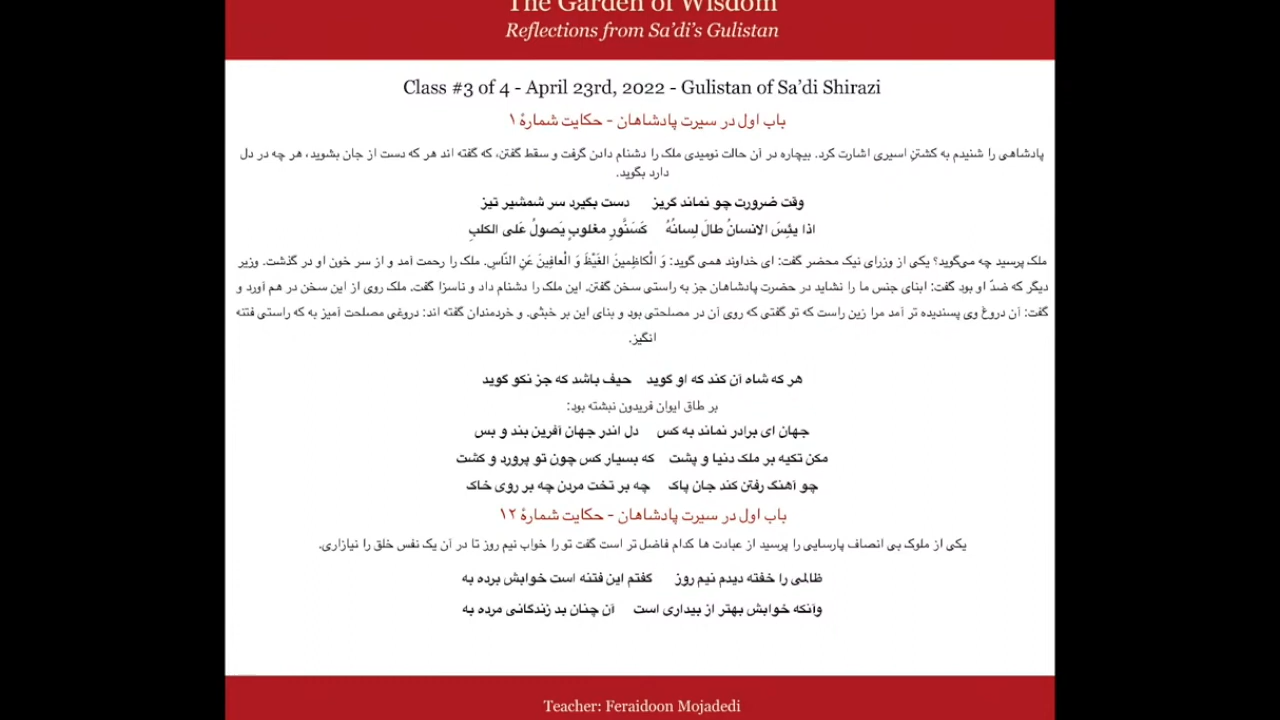 The Garden of Wisdom
Reflections from Sa’di’s Gulistan
Class #3 of 4 - April 23rd, 2022 - Gulistan of Sa’di Shirazi
باب اول در سیرت پادشاهان - حکایت شمارهٔ ۱
پادشاهی را شنیدم به کشتنِ اسیری اشارت کرد. بیچاره در آن حالت نومیدی ملک را دشنام دادن گرفت و سقط گفتن، که گفته اند هر که دست از جان بشوید، هر چه در دل
دارد بگوید.
وقت ضرورت چو نماند گریز دست بگیرد سر شمشیر تیز
اذا یئِسَ الانسانُ طالَ لِسانُهُ کَسَنَّورِ مغلوبٍ یَصولُ عَلی الکلبِ
ملک پرسید چه می‌گوید؟ یکی از وزرای نیک محضر گفت: ای خداوند همی گوید: وَ الْکاظِمینَ الغَیْظَ وَ الْعافِینَ عَنِ النّاسِ. ملک را رحمت آمد و از سر خون او در گذشت. وزیر
دیگر که ضدّ او بود گفت: ابنای جنس ما را نشاید در حضرت پادشاهان جز به راستی سخن گفتن. این ملک را دشنام داد و ناسزا گفت. ملک روی از این سخن در هم آورد و
گفت: آن دروغ وی پسندیده تر آمد مرا زین راست که تو گفتی که روی آن در مصلحتی بود و بنای این بر خبثی. و خردمندان گفته اند: دروغی مصلحت آمیز به که راستی فتنه
انگیز.
هر که شاه آن کند که او گوید حیف باشد که جز نکو گوید
بر طاق ایوان فریدون نبشته بود:
جهان ای برادر نماند به کس دل اندر جهان آفرین بند و بس
مکن تکیه بر ملک دنیا و پشت که بسیار کس چون تو پرورد و کشت
چو آهنگ رفتن کند جان پاک چه بر تخت مردن چه بر روی خاک
باب اول در سیرت پادشاهان - حکایت شمارهٔ ۱۲
یکی از ملوک بی انصاف پارسایی را پرسید از عبادت ها کدام فاضل تر است گفت تو را خواب نیم روز تا در آن یک نفس خلق را نیازاری.
ظالمی را خفته دیدم نیم روز گفتم این فتنه است خوابش برده به
وآنکه خوابش بهتر از بیداری است آن چنان بد زندگانی مرده به
Teacher: Feraidoon Mojadedi